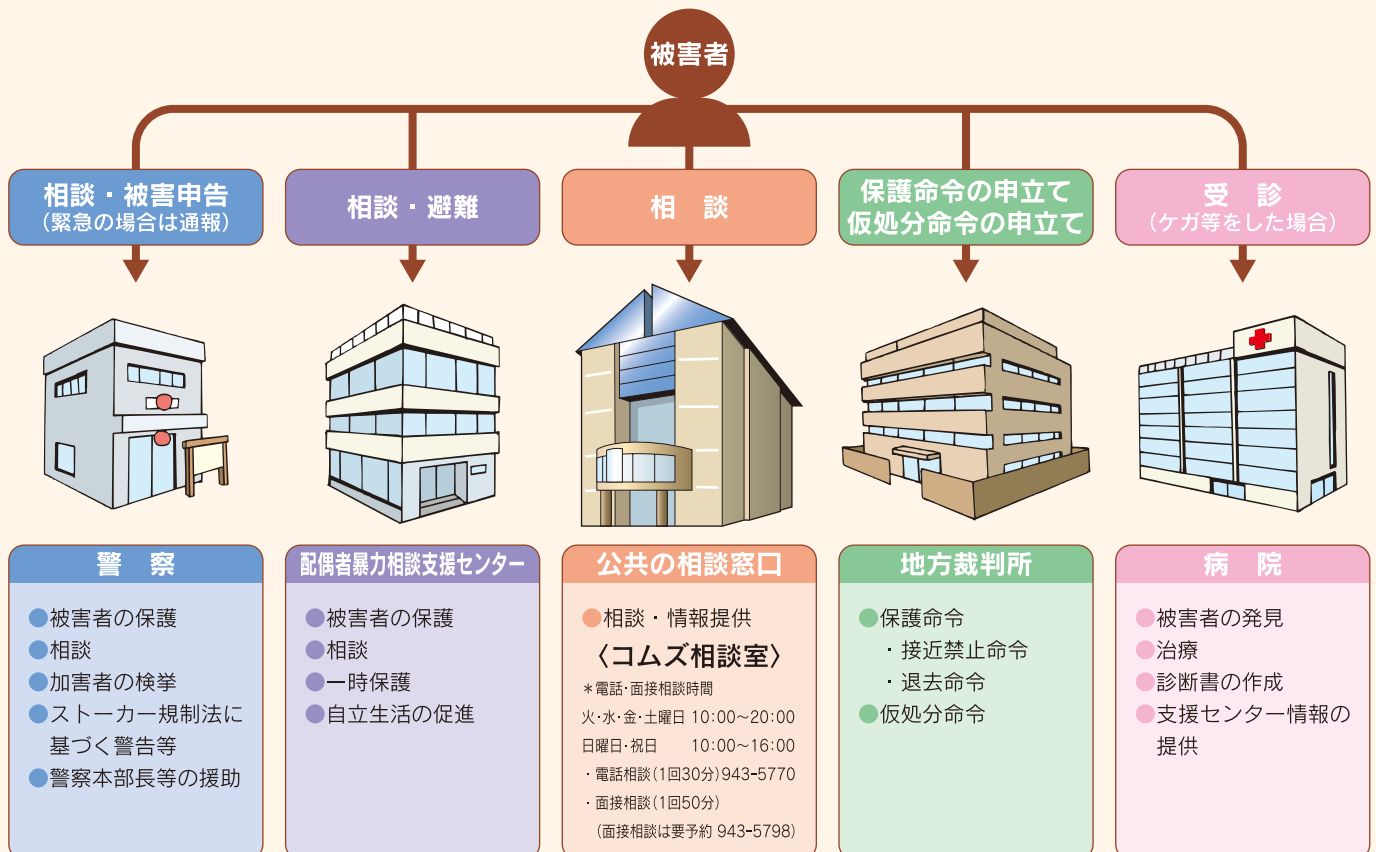 被害者
相談・被害申告
（緊急の場合は通報）
相談・避難
相　談
保護命令の申立て
仮処分命令の申立て
受　診
（ケガ等をした場合）
警　察
●被害者の保護
●相談
●加害者の検挙
●ストーカー規制法に
基づく警告等
●警察本部長等の援助
配偶者暴力相談支援センター
●被害者の保護
●相談
●一時保護
●自立生活の促進
公共の相談窓口
●相談・情報提供
〈コムズ相談室〉
＊電話・面接相談時間
火・水・金・土曜日 10:00〜20:00
日曜日・祝日　10:00〜16:00
・電話相談（1回30分）943-5770
・面接相談（1回50分）
（面接相談は要予約 943-5798）
地方裁判所
●保護命令
・接近禁止命令
・退去命令
●仮処分命令
病　院
●被害者の発見
●治療
●診断書の作成
●支援センター情報の
提供